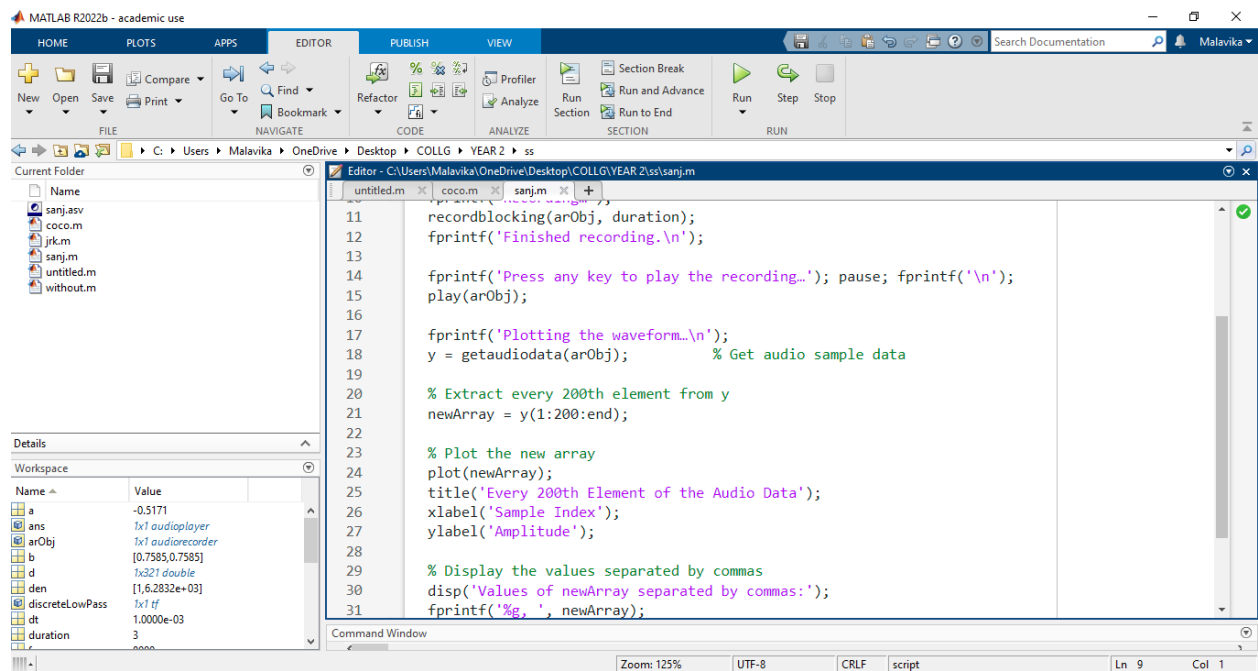 MATLAB R2022b - academic use
HOME PLOTS APPS EDITOR PUBLISH VIEW Search Documentation Malavika
New Open Save Compare Print Go To Find Bookmark Refactor Profiler Analyze Run Section Section Break Run and Advance Run to End Run Step Stop
FILE NAVIGATE CODE ANALYZE SECTION RUN
C: Users Malavika OneDrive Desktop COLLG YEAR 2 ss
Current Folder
Name
sanj.asv
coco.m
jrk.m
sanj.m
untitled.m
without.m
Details
Workspace
Name Value
a -0.5171
ans 1x1 audioplayer
arObj 1x1 audiorecorder
b [0.7585,0.7585]
d 1x321 double
den [1,6.2832e+03]
discreteLowPass 1x1 tf
dt 1.0000e-03
duration 3
Editor - C:\Users\Malavika\OneDrive\Desktop\COLLG\YEAR 2\ss\sanj.m
untitled.m coco.m sanj.m
11 recordblocking(arObj, duration);
12 fprintf('Finished recording.\n');
13
14 fprintf('Press any key to play the recording…'); pause; fprintf('\n');
15 play(arObj);
16
17 fprintf('Plotting the waveform…\n');
18 y = getaudiodata(arObj); % Get audio sample data
19
20 % Extract every 200th element from y
21 newArray = y(1:200:end);
22
23 % Plot the new array
24 plot(newArray);
25 title('Every 200th Element of the Audio Data');
26 xlabel('Sample Index');
27 ylabel('Amplitude');
28
29 % Display the values separated by commas
30 disp('Values of newArray separated by commas:');
31 fprintf('%g, ', newArray);
Command Window
Zoom: 125% UTF-8 CRLF script Ln 9 Col 1